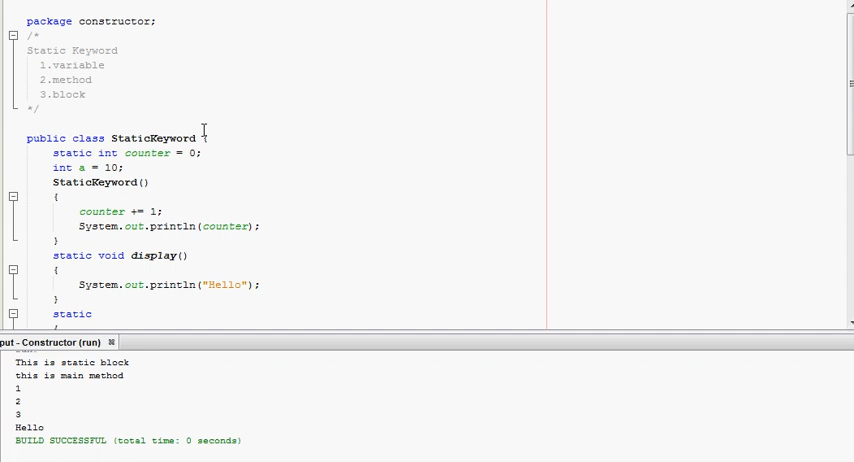 package constructor;
/*
Static Keyword
1.variable
2.method
3.block
*/
public class StaticKeyword {
static int counter = 0;
int a = 10;
StaticKeyword()
{
counter += 1;
System.out.println(counter);
}
static void display()
{
System.out.println("Hello");
}
static
put - Constructor (run)
This is static block
this is main method
1
2
3
Hello
BUILD SUCCESSFUL (total time: 0 seconds)